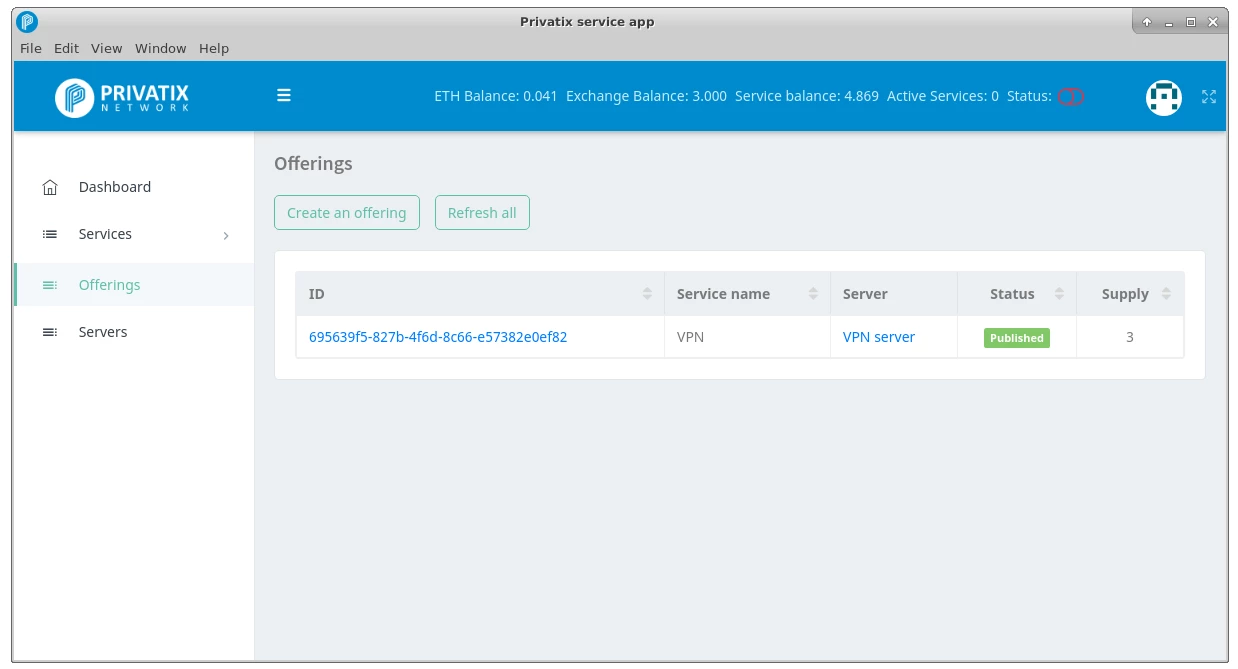 Privatix service app
File Edit View Window Help
PRIVATIX
NETWORK
ETH Balance: 0.041 Exchange Balance: 3.000 Service balance: 4.869 Active Services: 0 Status:
Dashboard
Services
Offerings
Servers
Offerings
Create an offering Refresh all
ID Service name Server Status Supply
695639f5-827b-4f6d-8c66-e57382e0ef82 VPN VPN server Published 3